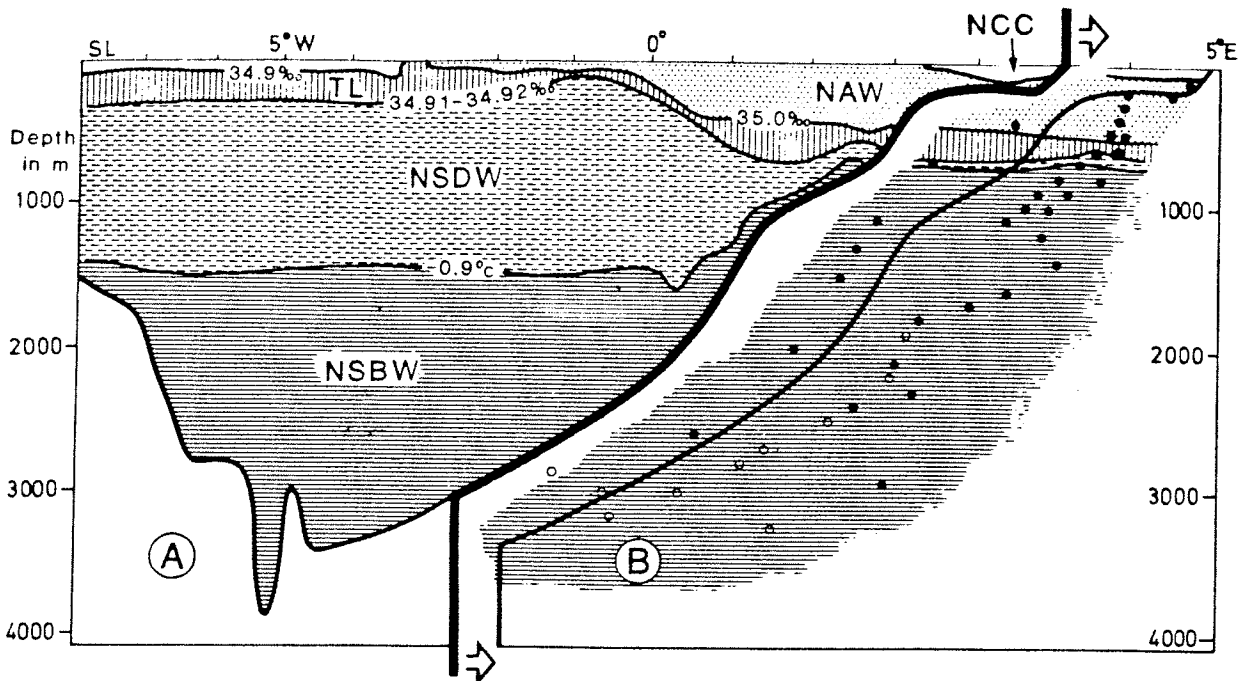 SL 5°W 0° NCC 5°E
34.9‰
TL
34.91-34.92‰
NAW
35.0‰
Depth
in m
NSDW
1000
1000
-0.9°C
2000
2000
NSBW
3000
3000
A
B
4000
4000